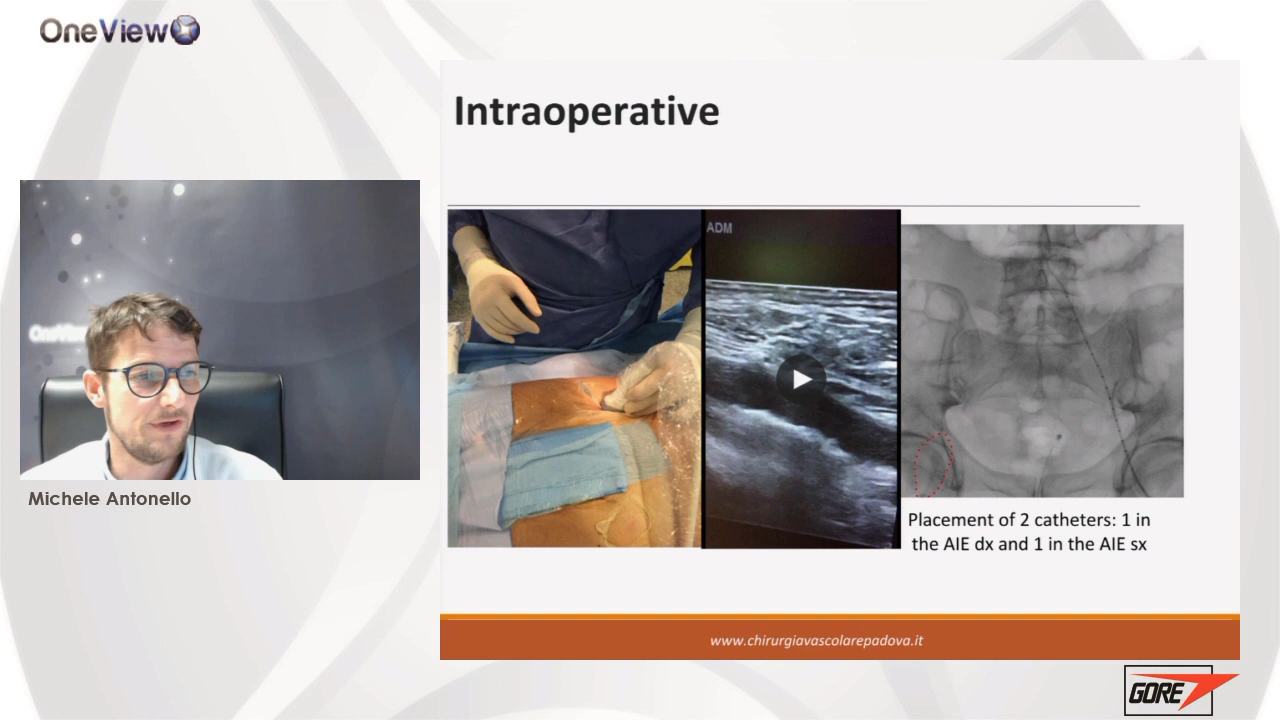 OneView
Intraoperative
ADM
OneView
Michele Antonello
Placement of 2 catheters: 1 in
the AIE dx and 1 in the AIE sx
www.chirurgiavascolarepadova.it
GORE